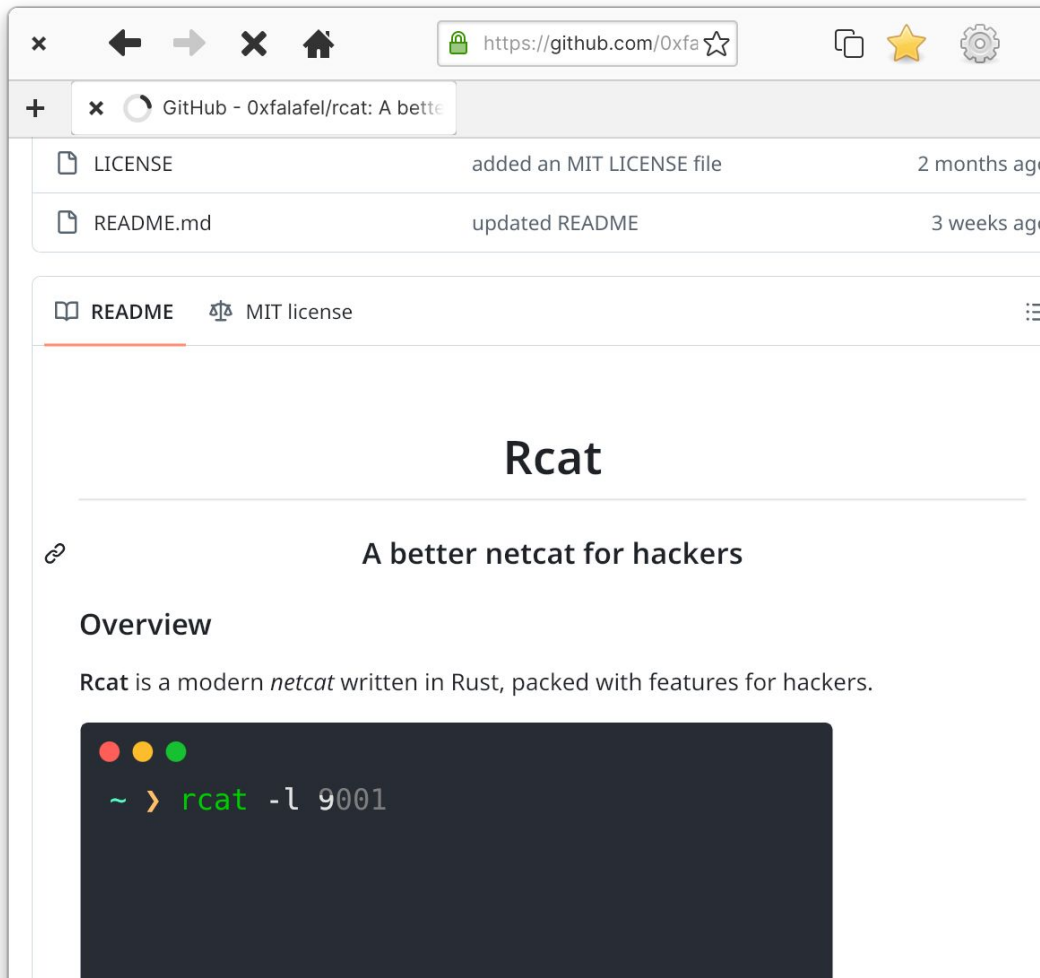 https://github.com/0xfa
GitHub - 0xfalafel/rcat: A bette
LICENSE added an MIT LICENSE file 2 months ago
README.md updated README 3 weeks ago
README MIT license
Rcat
A better netcat for hackers
Overview
Rcat is a modern netcat written in Rust, packed with features for hackers.
~ ❯ rcat -l 9001